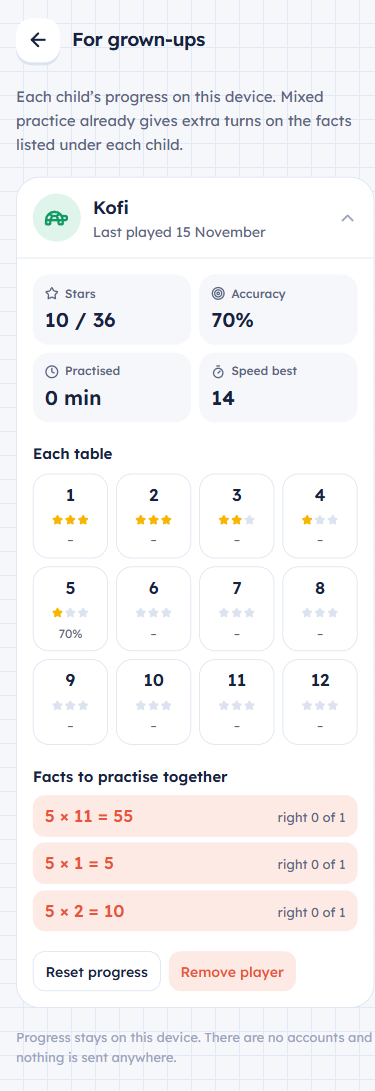 For grown-ups
Each child's progress on this device. Mixed
practice already gives extra turns on the facts
listed under each child.
Kofi
Last played 15 November
Stars
10 / 36
Accuracy
70%
Practised
0 min
Speed best
14
Each table
1
–
2
–
3
–
4
–
5
70%
6
–
7
–
8
–
9
–
10
–
11
–
12
–
Facts to practise together
5 × 11 = 55 right 0 of 1
5 × 1 = 5 right 0 of 1
5 × 2 = 10 right 0 of 1
Reset progress
Remove player
Progress stays on this device. There are no accounts and
nothing is sent anywhere.